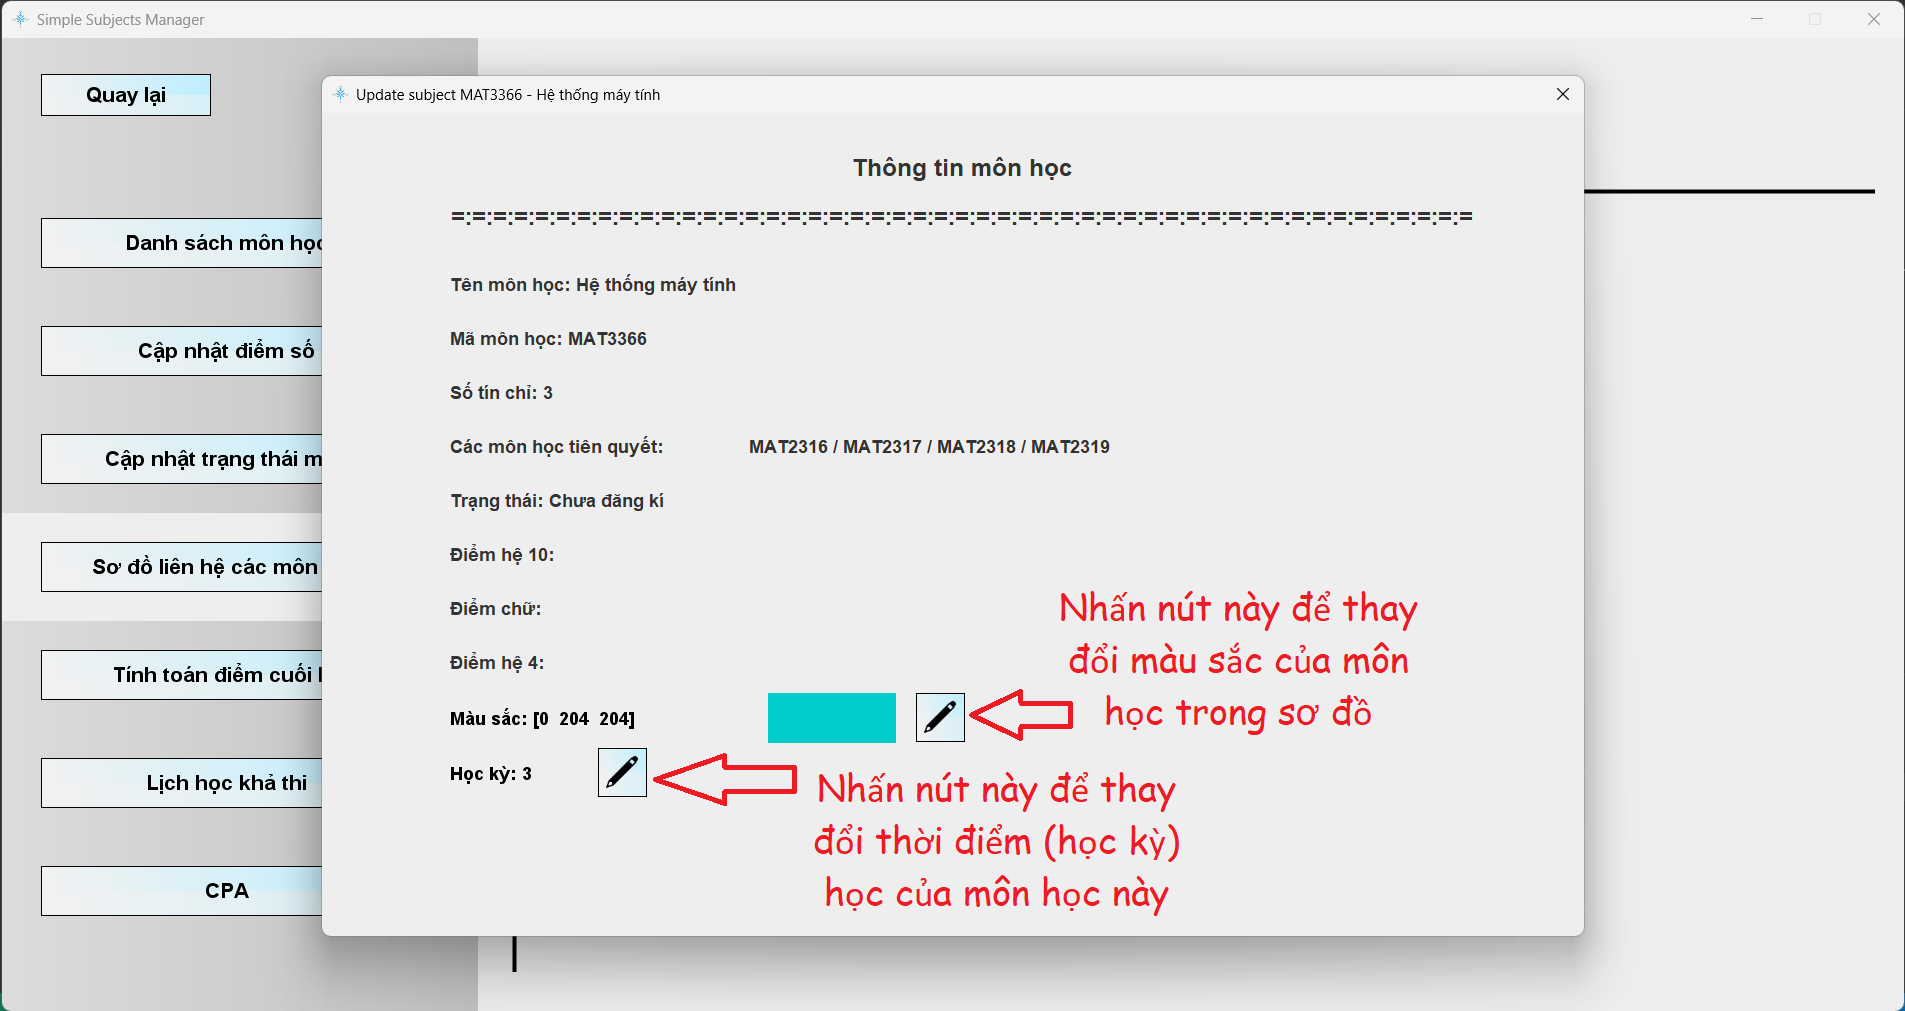 Simple Subjects Manager
Quay lại
Danh sách môn học
Cập nhật điểm số
Cập nhật trạng thái m
Sơ đồ liên hệ các môn
Tính toán điểm cuối
Lịch học khả thi
CPA
Update subject MAT3366 - Hệ thống máy tính
Thông tin môn học
=:=:=:=:=:=:=:=:=:=:=:=:=:=:=:=:=:=:=:=:=:=:=:=:=:=:=:=:=:=:=:=:=:=:=:=:=:=:=:=:=:=:=:=:=:=:=:=:=:=
Tên môn học: Hệ thống máy tính
Mã môn học: MAT3366
Số tín chỉ: 3
Các môn học tiên quyết: MAT2316 / MAT2317 / MAT2318 / MAT2319
Trạng thái: Chưa đăng kí
Điểm hệ 10:
Điểm chữ:
Điểm hệ 4:
Màu sắc: [0 204 204]
Học kỳ: 3
Nhấn nút này để thay
đổi màu sắc của môn
học trong sơ đồ
Nhấn nút này để thay
đổi thời điểm (học kỳ)
học của môn học này